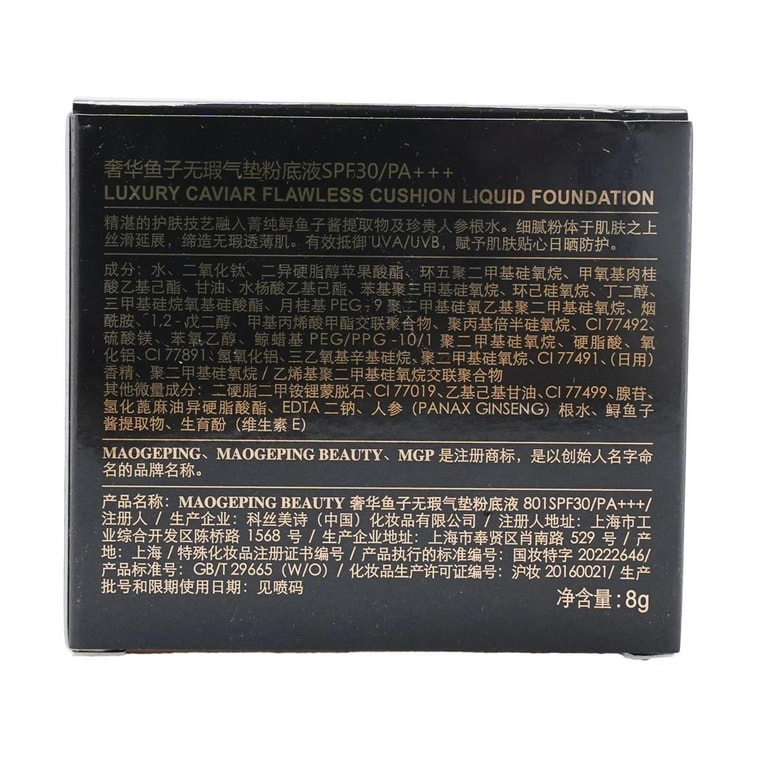 奢华鱼子无瑕气垫粉底液SPF30/PA+++
LUXURY CAVIAR FLAWLESS CUSHION LIQUID FOUNDATION
精湛的护肤技艺融入菁纯鲟鱼子酱提取物及珍贵人参根水。细腻粉体于肌肤之上
丝滑延展，缔造无瑕透薄肌。有效抵御UVA/UVB，赋予肌肤贴心日晒防护。
成分：水、二氧化钛、二异硬脂醇苹果酸酯、环五聚二甲基硅氧烷、甲氧基肉桂
酸乙基己酯、甘油、水杨酸乙基己酯、苯基聚三甲基硅氧烷、环己硅氧烷、丁二醇、
三甲基硅烷氧基硅酸酯、月桂基 PEG-9 聚二甲基硅氧乙基聚二甲基硅氧烷、烟
酰胺、1,2-戊二醇、甲基丙烯酸甲酯交联聚合物、聚丙基倍半硅氧烷、CI 77492、
硫酸镁、苯氧乙醇、鲸蜡基 PEG/PPG -10/1 聚二甲基硅氧烷、硬脂酸、氧
化铝、CI 77891、氢氧化铝、三乙氧基辛基硅烷、聚二甲基硅氧烷、CI 77491、（日用）
香精、聚二甲基硅氧烷 / 乙烯基聚二甲基硅氧烷交联聚合物
其他微量成分：二硬脂二甲铵锂蒙脱石、CI 77019、乙基己基甘油、CI 77499、腺苷、
氢化蓖麻油异硬脂酸酯、EDTA 二钠、人参（PANAX GINSENG）根水、鲟鱼子
酱提取物、生育酚（维生素 E）
MAOGEPING、MAOGEPING BEAUTY、MGP 是注册商标，是以创始人名字命
名的品牌名称。
产品名称：MAOGEPING BEAUTY 奢华鱼子无瑕气垫粉底液 801SPF30/PA+++/
注册人 / 生产企业：科丝美诗（中国）化妆品有限公司 / 注册人地址：上海市工
业综合开发区陈桥路 1568 号 / 生产企业地址：上海市奉贤区肖南路 529 号 / 产
地：上海 / 特殊化妆品注册证书编号 / 产品执行的标准编号：国妆特字 20222646/
产品标准号：GB/T 29665（W/O）/ 化妆品生产许可证编号：沪妆 20160021/ 生产
批号和限期使用日期：见喷码
净含量：8g